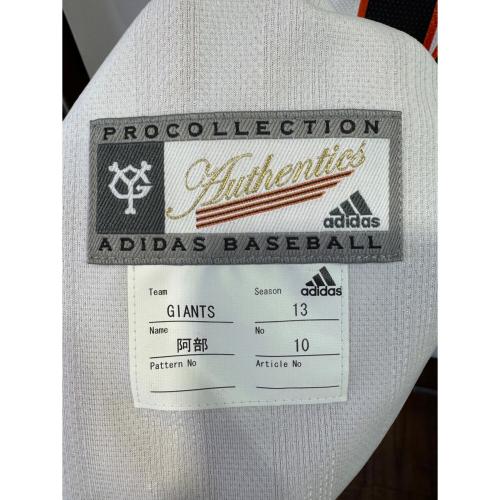 PROCOLLECTION
YG
Authentics
adidas
ADIDAS BASEBALL
adidas
Team GIANTS Season 13
Name 阿部 No 10
Pattern No Article No